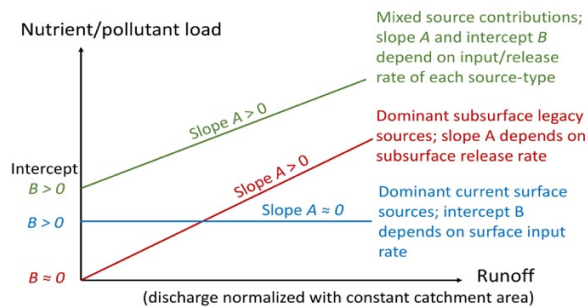 Nutrient/pollutant load
Mixed source contributions;
slope A and intercept B
depend on input/release
rate of each source-type
Slope A > 0
Dominant subsurface legacy
sources; slope A depends on
subsurface release rate
Slope A > 0
Intercept
B > 0
Dominant current surface
sources; intercept B
depends on surface input
rate
Slope A ≈ 0
B > 0
B ≈ 0
Runoff
(discharge normalized with constant catchment area)